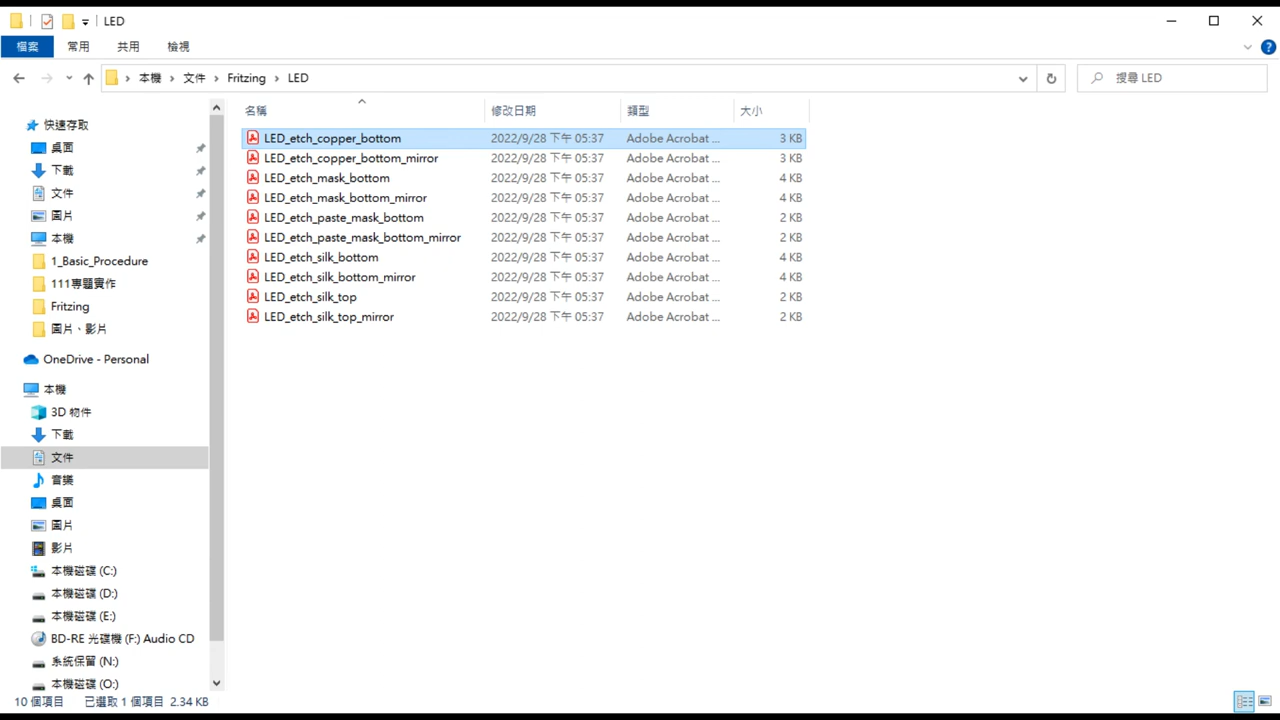 LED
檔案 常用 共用 檢視
本機 文件 Fritzing LED 搜尋 LED
名稱 修改日期 類型 大小
快速存取
桌面
下載
文件
圖片
本機
1_Basic_Procedure
111專題實作
Fritzing
圖片、影片
OneDrive - Personal
本機
3D 物件
下載
文件
音樂
桌面
圖片
影片
本機磁碟 (C:)
本機磁碟 (D:)
本機磁碟 (E:)
BD-RE 光碟機 (F:) Audio CD
系統保留 (N:)
本機磁碟 (O:)
LED_etch_copper_bottom 2022/9/28 下午 05:37 Adobe Acrobat ... 3 KB
LED_etch_copper_bottom_mirror 2022/9/28 下午 05:37 Adobe Acrobat ... 3 KB
LED_etch_mask_bottom 2022/9/28 下午 05:37 Adobe Acrobat ... 4 KB
LED_etch_mask_bottom_mirror 2022/9/28 下午 05:37 Adobe Acrobat ... 4 KB
LED_etch_paste_mask_bottom 2022/9/28 下午 05:37 Adobe Acrobat ... 2 KB
LED_etch_paste_mask_bottom_mirror 2022/9/28 下午 05:37 Adobe Acrobat ... 2 KB
LED_etch_silk_bottom 2022/9/28 下午 05:37 Adobe Acrobat ... 4 KB
LED_etch_silk_bottom_mirror 2022/9/28 下午 05:37 Adobe Acrobat ... 4 KB
LED_etch_silk_top 2022/9/28 下午 05:37 Adobe Acrobat ... 2 KB
LED_etch_silk_top_mirror 2022/9/28 下午 05:37 Adobe Acrobat ... 2 KB
10 個項目 已選取 1 個項目 2.34 KB